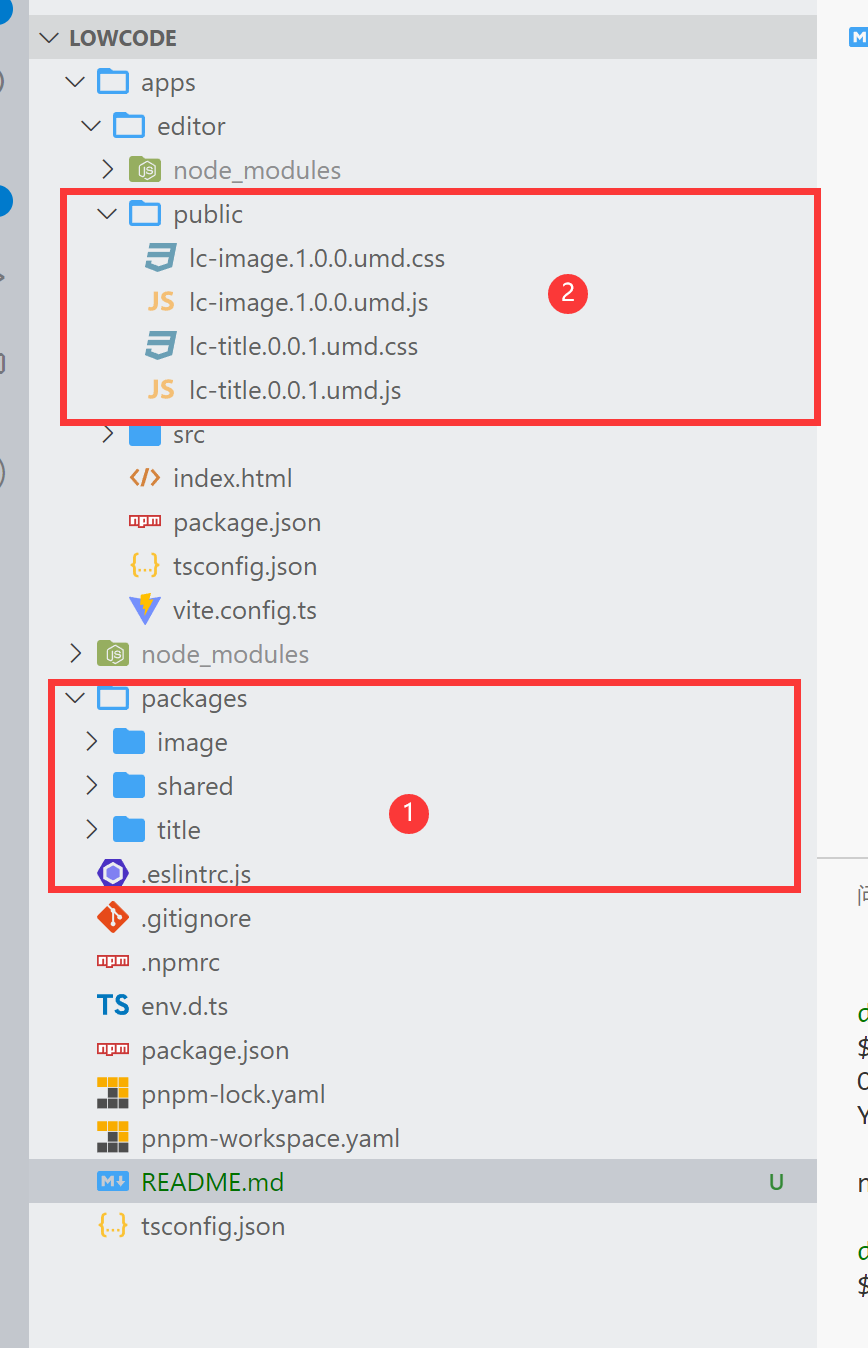 LOWCODE
apps
editor
node_modules
public
lc-image.1.0.0.umd.css
JS lc-image.1.0.0.umd.js
2
lc-title.0.0.1.umd.css
JS lc-title.0.0.1.umd.js
src
index.html
package.json
tsconfig.json
vite.config.ts
node_modules
packages
image
shared
1
title
.eslintrc.js
.gitignore
.npmrc
TS env.d.ts
package.json
pnpm-lock.yaml
pnpm-workspace.yaml
README.md U
tsconfig.json